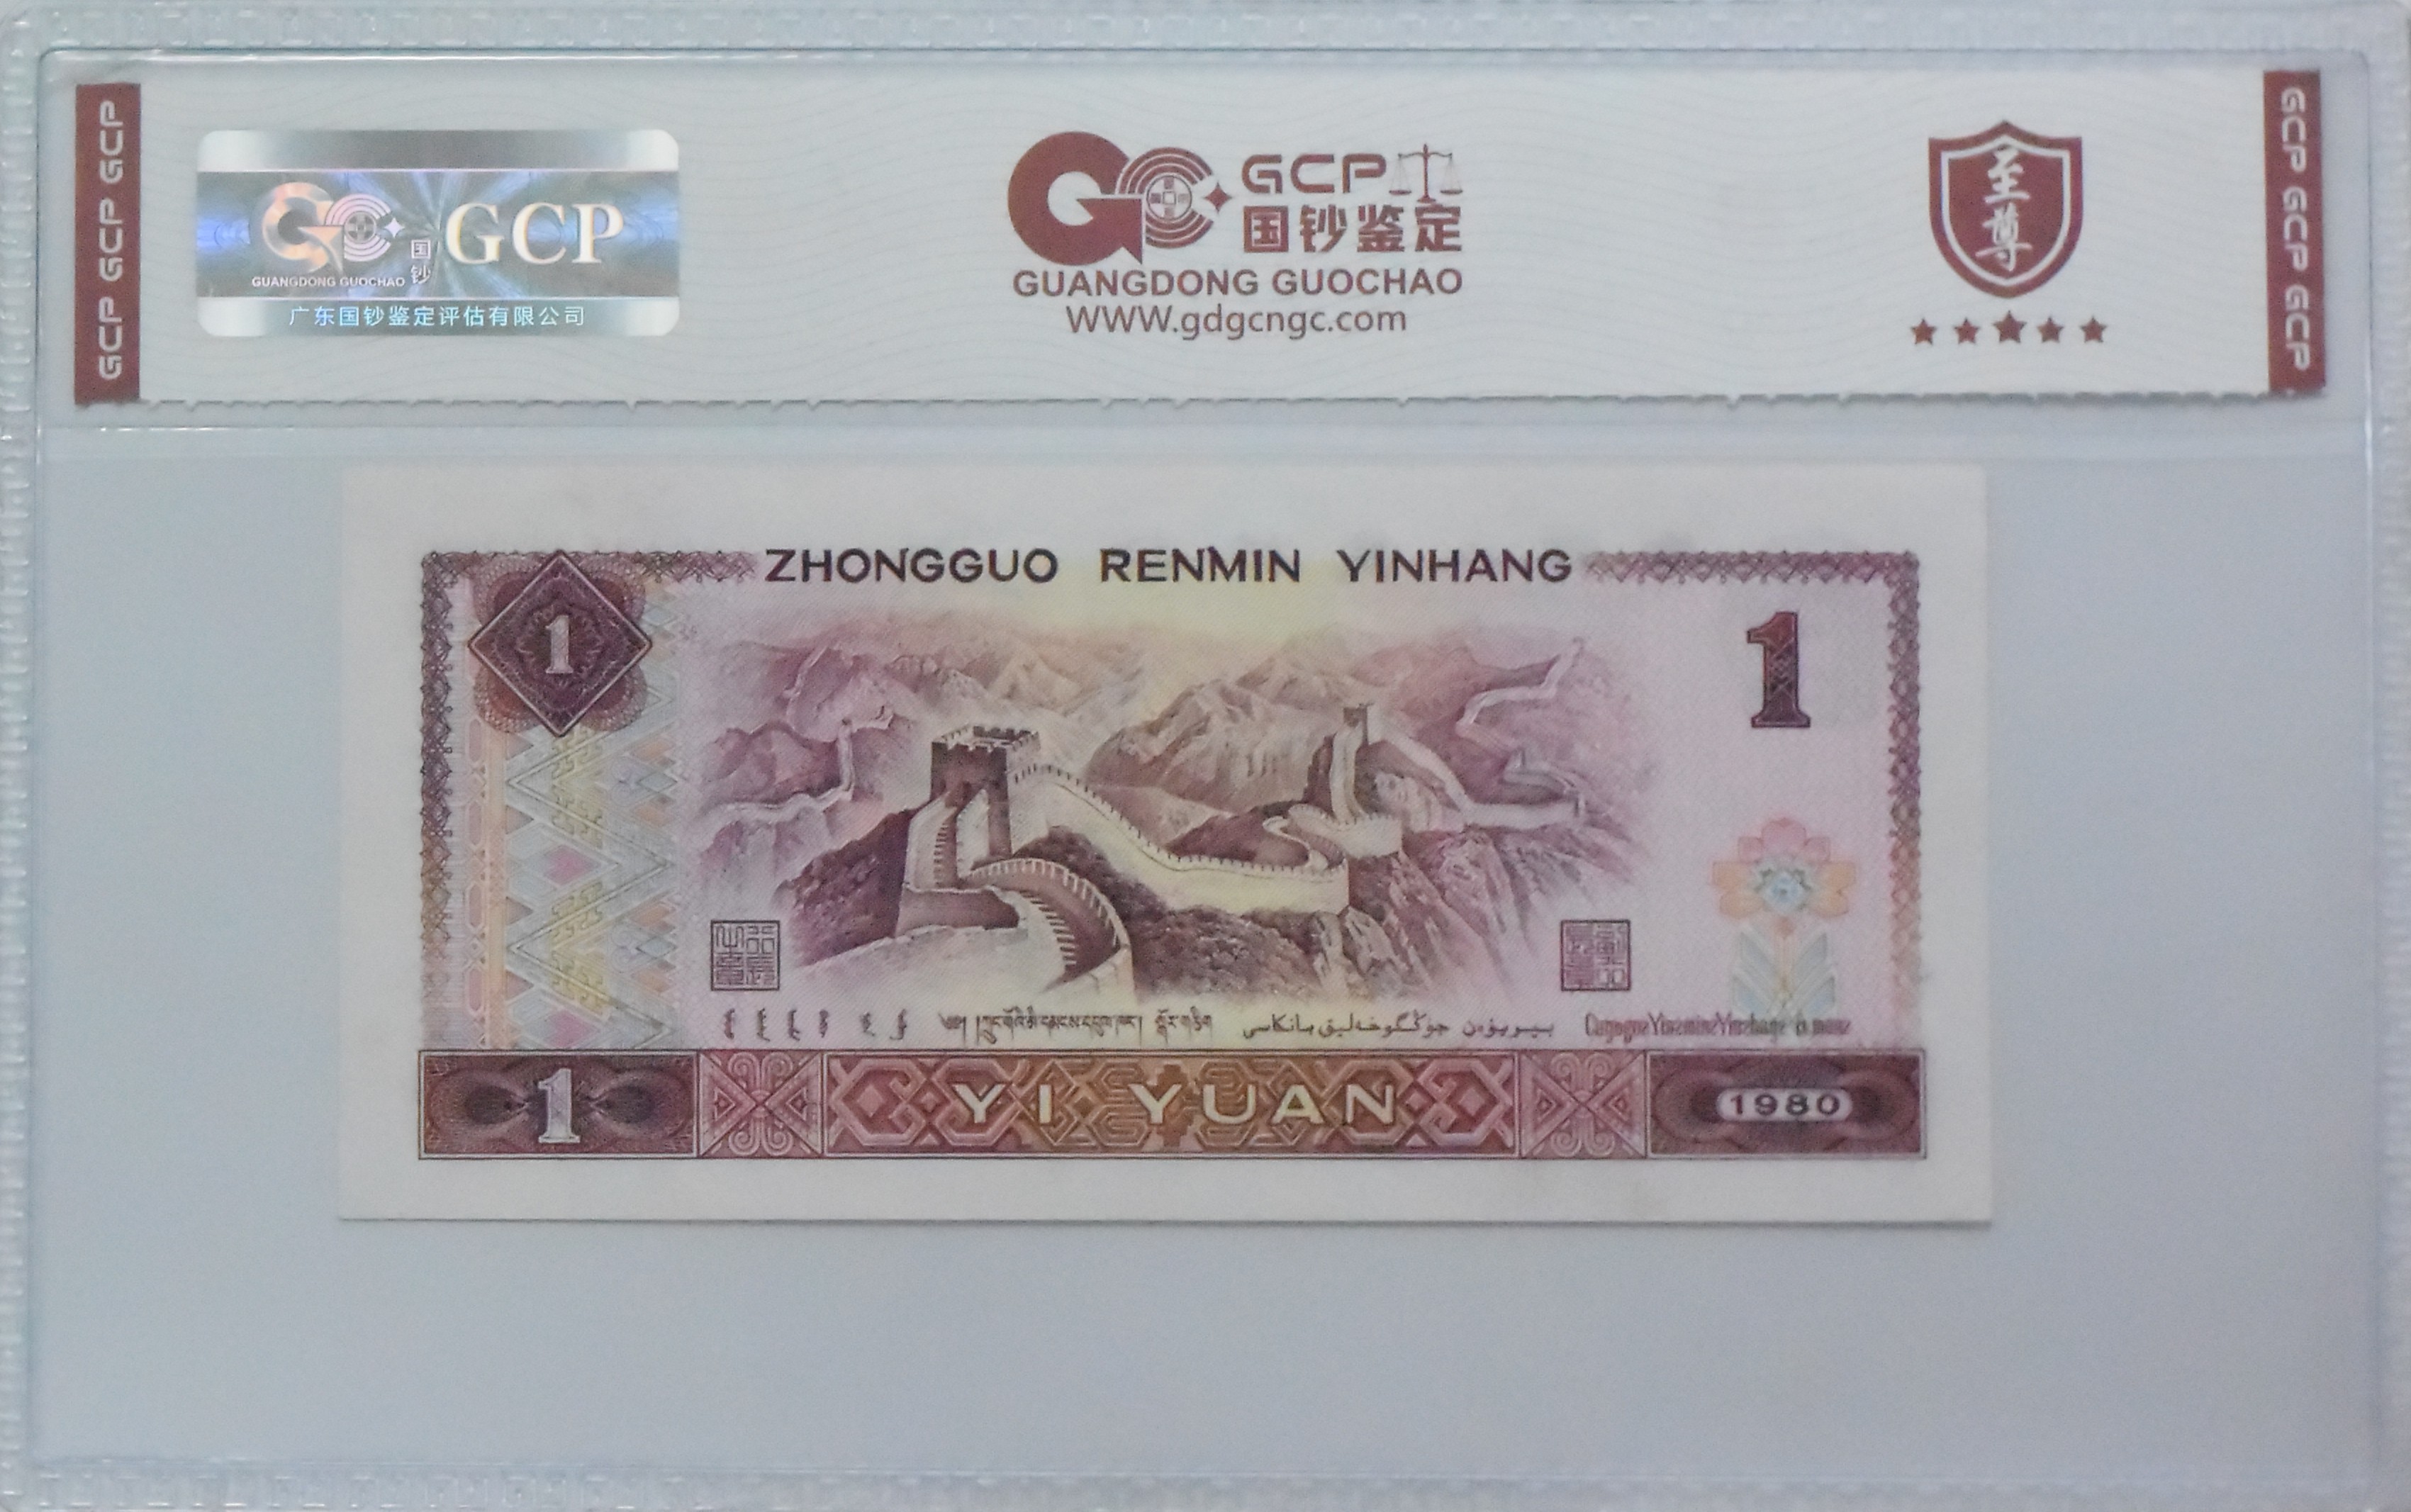 GCP GCP GCP
GCP
国钞
GUANGDONG GUOCHAO
广东国钞鉴定评估有限公司
GCP
国钞鉴定
GUANGDONG GUOCHAO
WWW.gdgcngc.com
至尊
GCP GCP GCP
ZHONGGUO RENMIN YINHANG
1
1
1
YI YUAN
1980